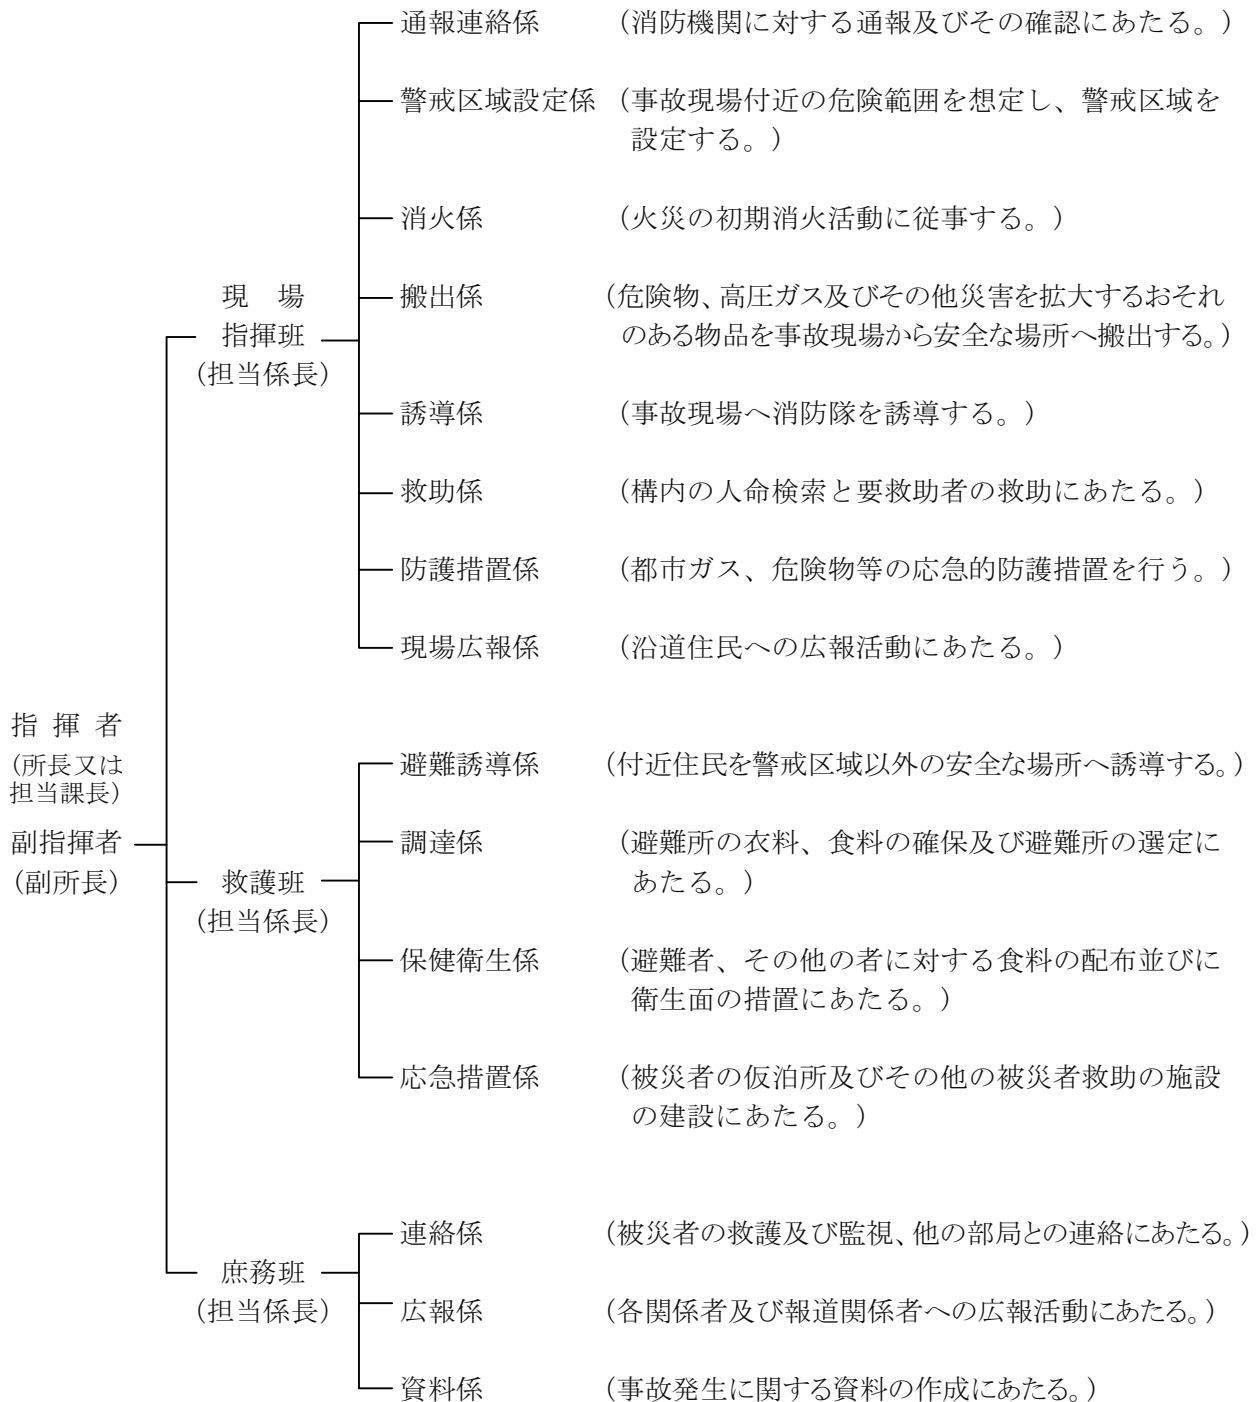 指揮者
(所長又は
担当課長)
副指揮者
(副所長)
現　場
指揮班
(担当係長)
通報連絡係　(消防機関に対する通報及びその確認にあたる。)
警戒区域設定係　(事故現場付近の危険範囲を想定し、警戒区域を
設定する。)
消火係　(火災の初期消火活動に従事する。)
搬出係　(危険物、高圧ガス及びその他災害を拡大するおそれ
のある物品を事故現場から安全な場所へ搬出する。)
誘導係　(事故現場へ消防隊を誘導する。)
救助係　(構内の人命検索と要救助者の救助にあたる。)
防護措置係　(都市ガス、危険物等の応急的防護措置を行う。)
現場広報係　(沿道住民への広報活動にあたる。)
救護班
(担当係長)
避難誘導係　(付近住民を警戒区域以外の安全な場所へ誘導する。)
調達係　(避難所の衣料、食料の確保及び避難所の選定に
あたる。)
保健衛生係　(避難者、その他の者に対する食料の配布並びに
衛生面の措置にあたる。)
応急措置係　(被災者の仮泊所及びその他の被災者救助の施設
の建設にあたる。)
庶務班
(担当係長)
連絡係　(被災者の救護及び監視、他の部局との連絡にあたる。)
広報係　(各関係者及び報道関係者への広報活動にあたる。)
資料係　(事故発生に関する資料の作成にあたる。)